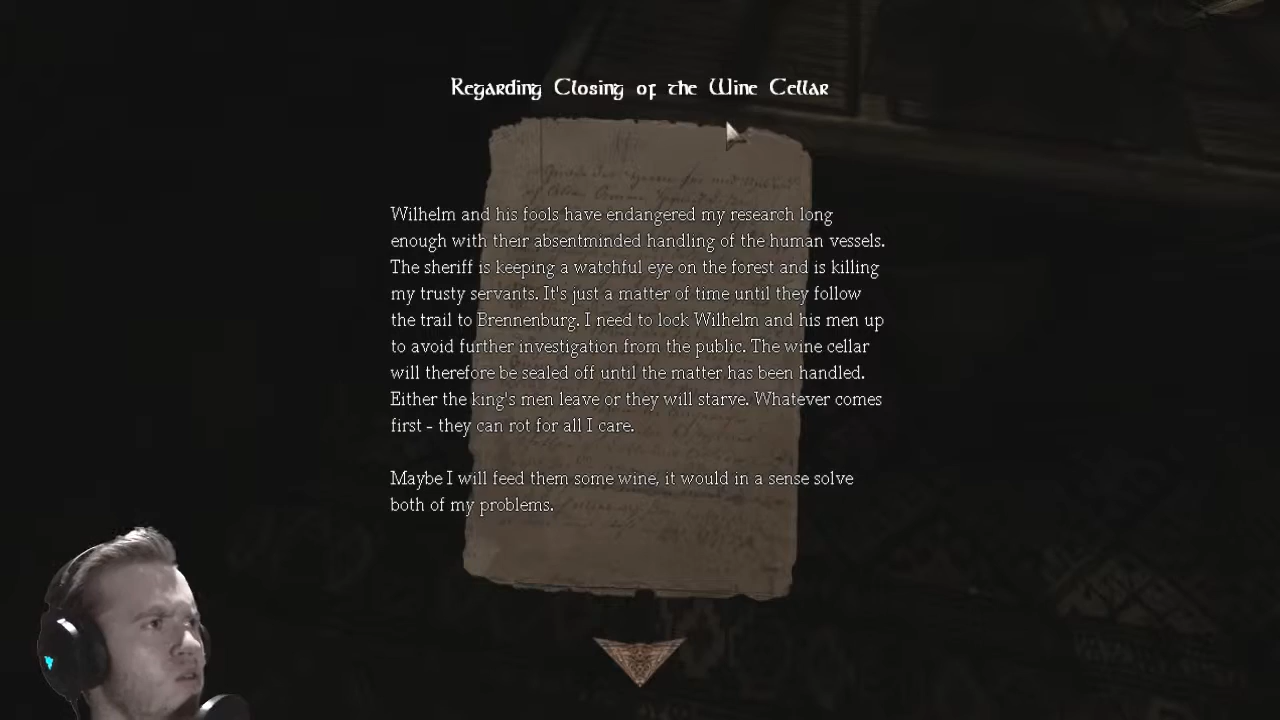 Regarding Closing of the Wine Cellar
Wilhelm and his fools have endangered my research long
enough with their absentminded handling of the human vessels.
The sheriff is keeping a watchful eye on the forest and is killing
my trusty servants. It's just a matter of time until they follow
the trail to Brennenburg. I need to lock Wilhelm and his men up
to avoid further investigation from the public. The wine cellar
will therefore be sealed off until the matter has been handled.
Either the king's men leave or they will starve. Whatever comes
first - they can rot for all I care.
Maybe I will feed them some wine, it would in a sense solve
both of my problems.